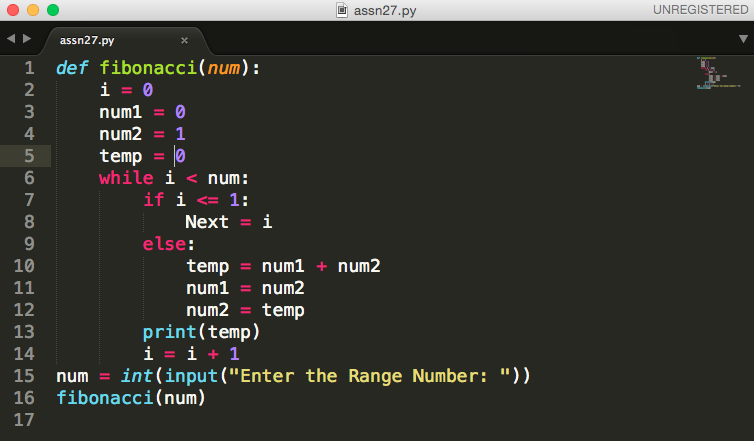 assn27.py
UNREGISTERED
assn27.py ×
1 def fibonacci(num):
2     i = 0
3     num1 = 0
4     num2 = 1
5     temp = 0
6     while i < num:
7         if i <= 1:
8             Next = i
9         else:
10             temp = num1 + num2
11             num1 = num2
12             num2 = temp
13         print(temp)
14         i = i + 1
15 num = int(input("Enter the Range Number: "))
16 fibonacci(num)
17